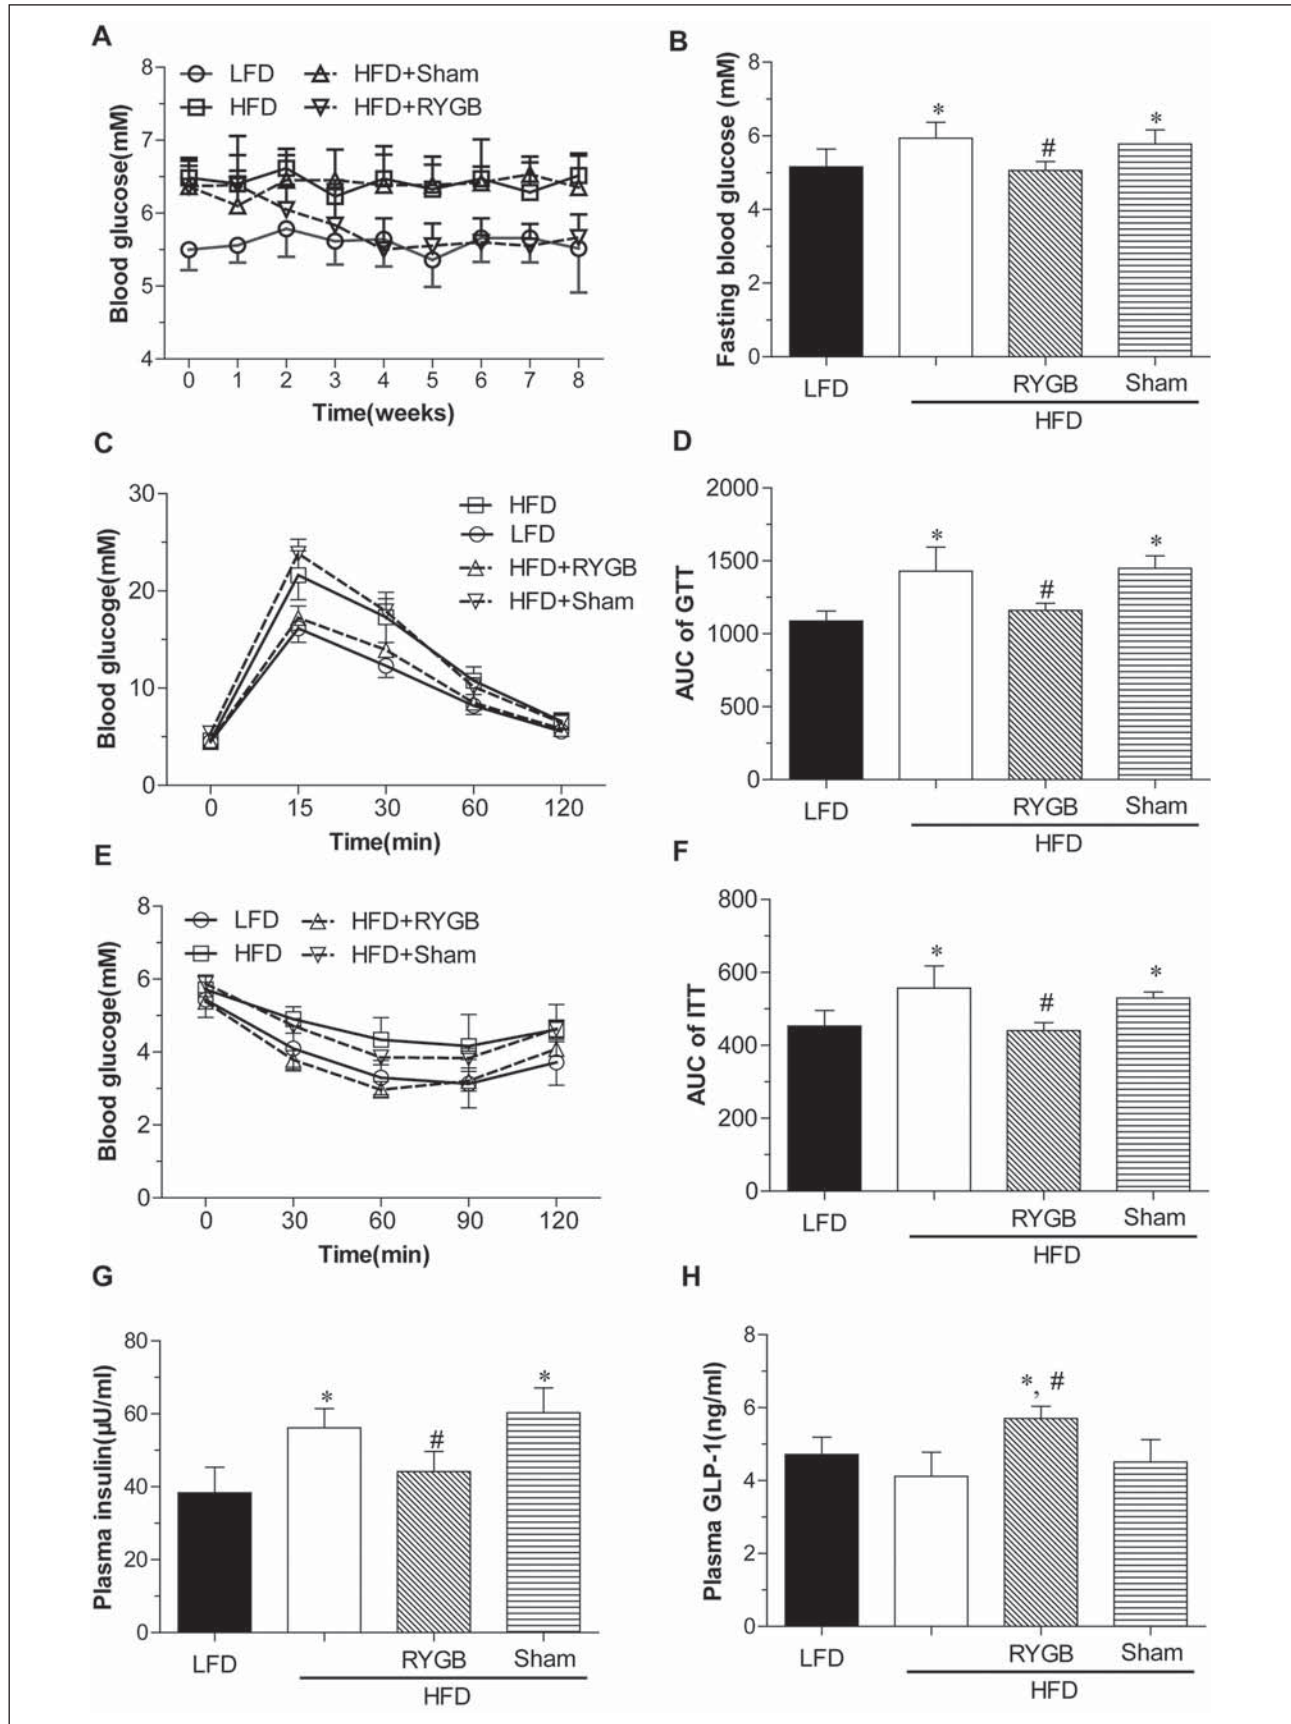 A
8
7
6
5
4
LFD
HFD+Sham
HFD
HFD+RYGB
Blood glucose(mM)
0 1 2 3 4 5 6 7 8
Time(weeks)
B
8
6
4
2
0
Fasting blood glucose (mM)
*
#
*
LFD
RYGB
Sham
HFD
C
30
20
10
0
HFD
LFD
HFD+RYGB
HFD+Sham
Blood glucoge(mM)
0 15 30 60 120
Time(min)
D
2000
1500
1000
500
0
AUC of GTT
*
#
*
LFD
RYGB
Sham
HFD
E
8
6
4
2
0
LFD
HFD+RYGB
HFD
HFD+Sham
Blood glucoge(mM)
0 30 60 90 120
Time(min)
F
800
600
400
200
0
AUC of ITT
*
#
*
LFD
RYGB
Sham
HFD
G
80
60
40
20
0
Plasma insulin(µU/ml)
*
#
*
LFD
RYGB
Sham
HFD
H
8
6
4
2
0
Plasma GLP-1(ng/ml)
*, #
LFD
RYGB
Sham
HFD